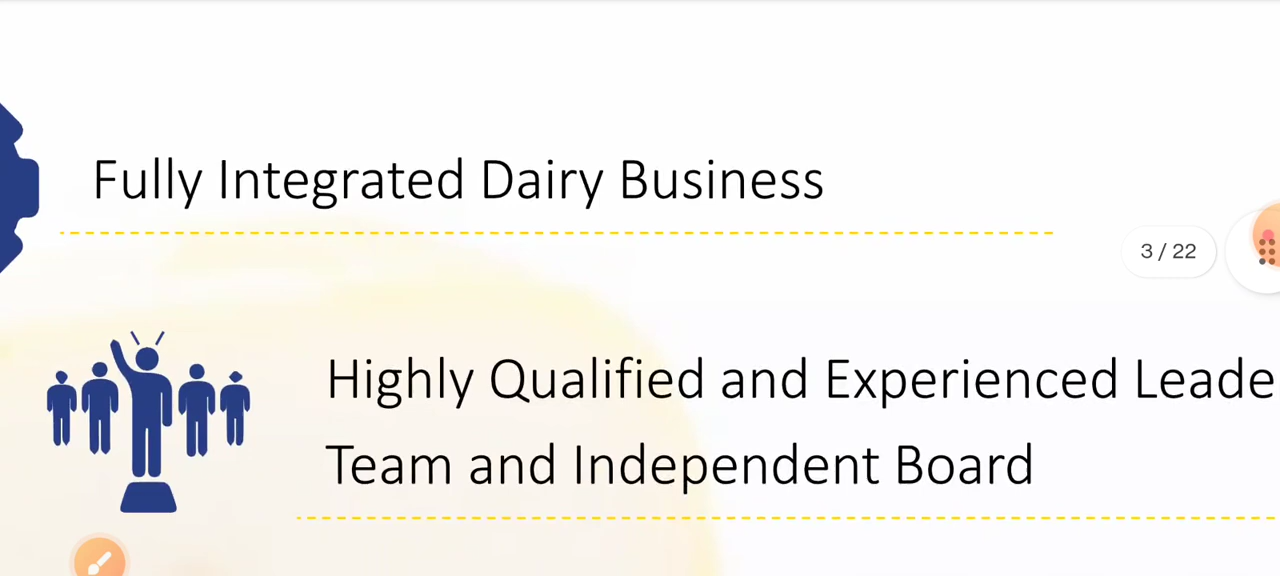 Fully Integrated Dairy Business
3 / 22
Highly Qualified and Experienced Leade
Team and Independent Board